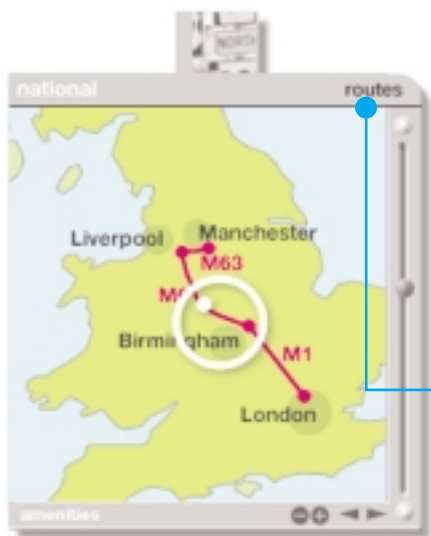 NORTH
national routes
Liverpool Manchester
M63
Birmingham
M1
London
amenities